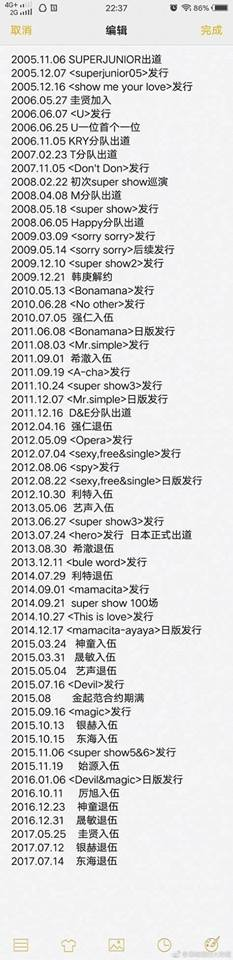 4G+
2G
22:37
86%
取消 编辑 完成
2005.11.06 SUPERJUNIOR出道
2005.12.07 <superjunior05>发行
2005.12.16 <show me your love>发行
2006.05.27 圭贤加入
2006.06.07 <U>发行
2006.06.25 U一位首个一位
2006.11.05 KRY分队出道
2007.02.23 T分队出道
2007.11.05 <Don't Don>发行
2008.02.22 初次super show巡演
2008.04.08 M分队出道
2008.05.18 <super show>发行
2008.06.05 Happy分队出道
2009.03.09 <sorry sorry>发行
2009.05.14 <sorry sorry>后续发行
2009.12.10 <super show2>发行
2009.12.21 韩庚解约
2010.05.13 <Bonamana>发行
2010.06.28 <No other>发行
2010.07.05 强仁入伍
2011.06.08 <Bonamana>日版发行
2011.08.03 <Mr.simple>发行
2011.09.01 希澈入伍
2011.09.19 <A-cha>发行
2011.10.24 <super show3>发行
2011.12.07 <Mr.simple>日版发行
2011.12.16 D&E分队出道
2012.04.16 强仁退伍
2012.05.09 <Opera>发行
2012.07.04 <sexy,free&single>发行
2012.08.06 <spy>发行
2012.08.22 <sexy,free&single>日版发行
2012.10.30 利特入伍
2013.05.06 艺声入伍
2013.06.27 <super show3>发行
2013.07.24 <hero>发行 日本正式出道
2013.08.30 希澈退伍
2013.12.11 <bule word>发行
2014.07.29 利特退伍
2014.09.01 <mamacita>发行
2014.09.21 super show 100场
2014.10.27 <This is love>发行
2014.12.17 <mamacita-ayaya>日版发行
2015.03.24 神童入伍
2015.03.31 晟敏入伍
2015.05.04 艺声退伍
2015.07.16 <Devil>发行
2015.08 金起范合约期满
2015.09.16 <magic>发行
2015.10.13 银赫入伍
2015.10.15 东海入伍
2015.11.06 <super show5&6>发行
2015.11.19 始源入伍
2016.01.06 <Devil&magic>日版发行
2016.10.11 厉旭入伍
2016.12.23 神童退伍
2016.12.31 晟敏退伍
2017.05.25 圭贤入伍
2017.07.12 银赫退伍
2017.07.14 东海退伍